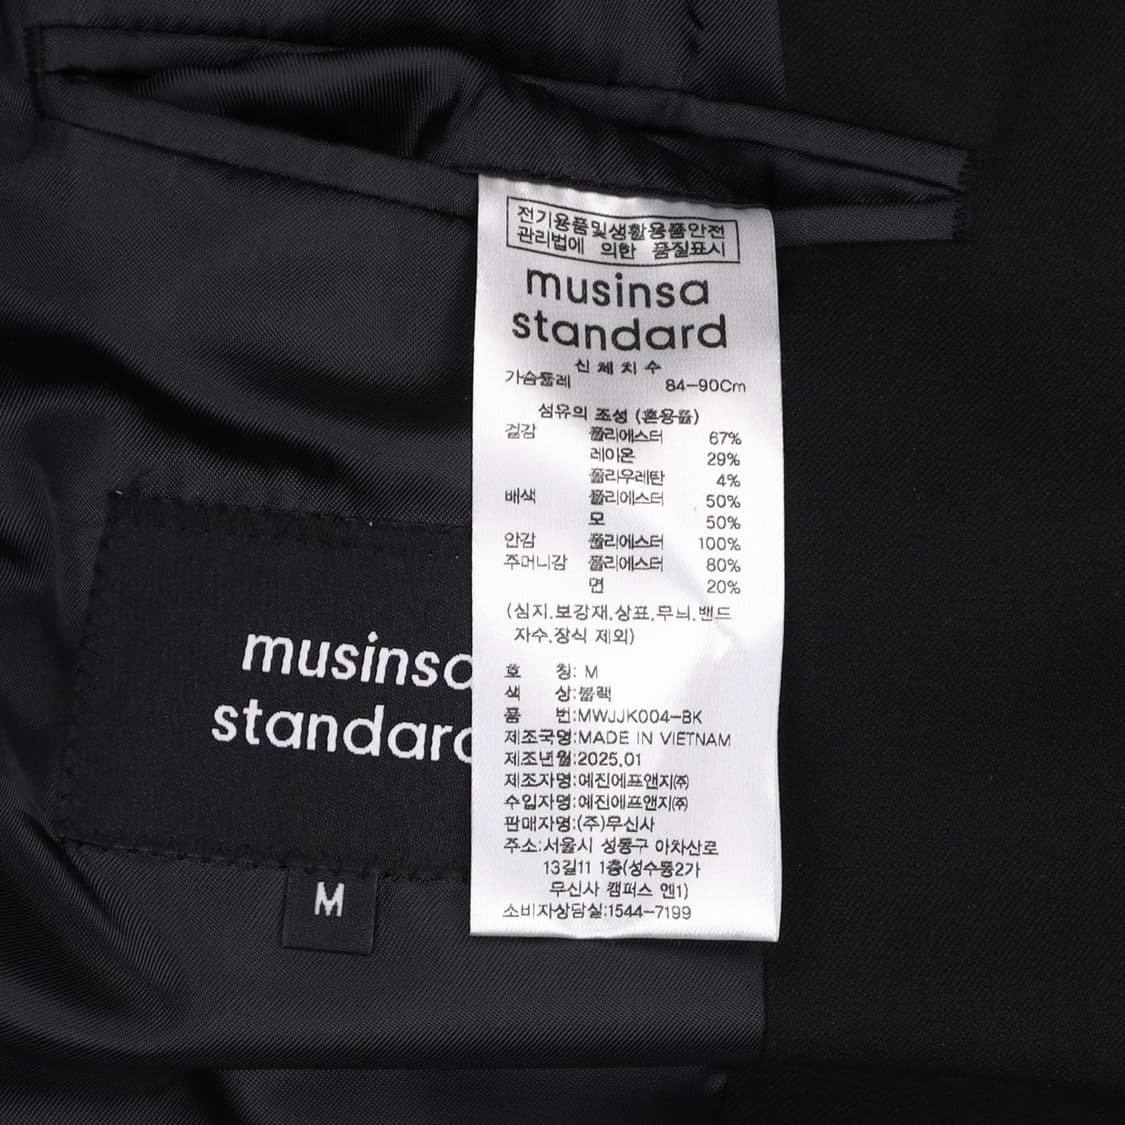 전기용품및생활용품안전
관리법에 의한 품질표시
musinsa
standard
신체치수
가슴둘레 84-90Cm
섬유의 조성 (혼용율)
겉감 폴리에스터 67%
레이온 29%
폴리우레탄 4%
배색 폴리에스터 50%
모 50%
안감 폴리에스터 100%
주머니감 폴리에스터 80%
면 20%
(심지.보강재.상표.무늬.밴드
자수.장식 제외)
호 칭: M
색 상:블랙
품 번:MWJJK004-BK
제조국명:MADE IN VIETNAM
제조년월:2025.01
제조자명:예진에프앤지㈜
수입자명:예진에프앤지㈜
판매자명:(주)무신사
주소:서울시 성동구 아차산로
13길11 1층(성수동2가
무신사 캠퍼스 엔1)
소비자상담실:1544-7199
musinsa
standard
M